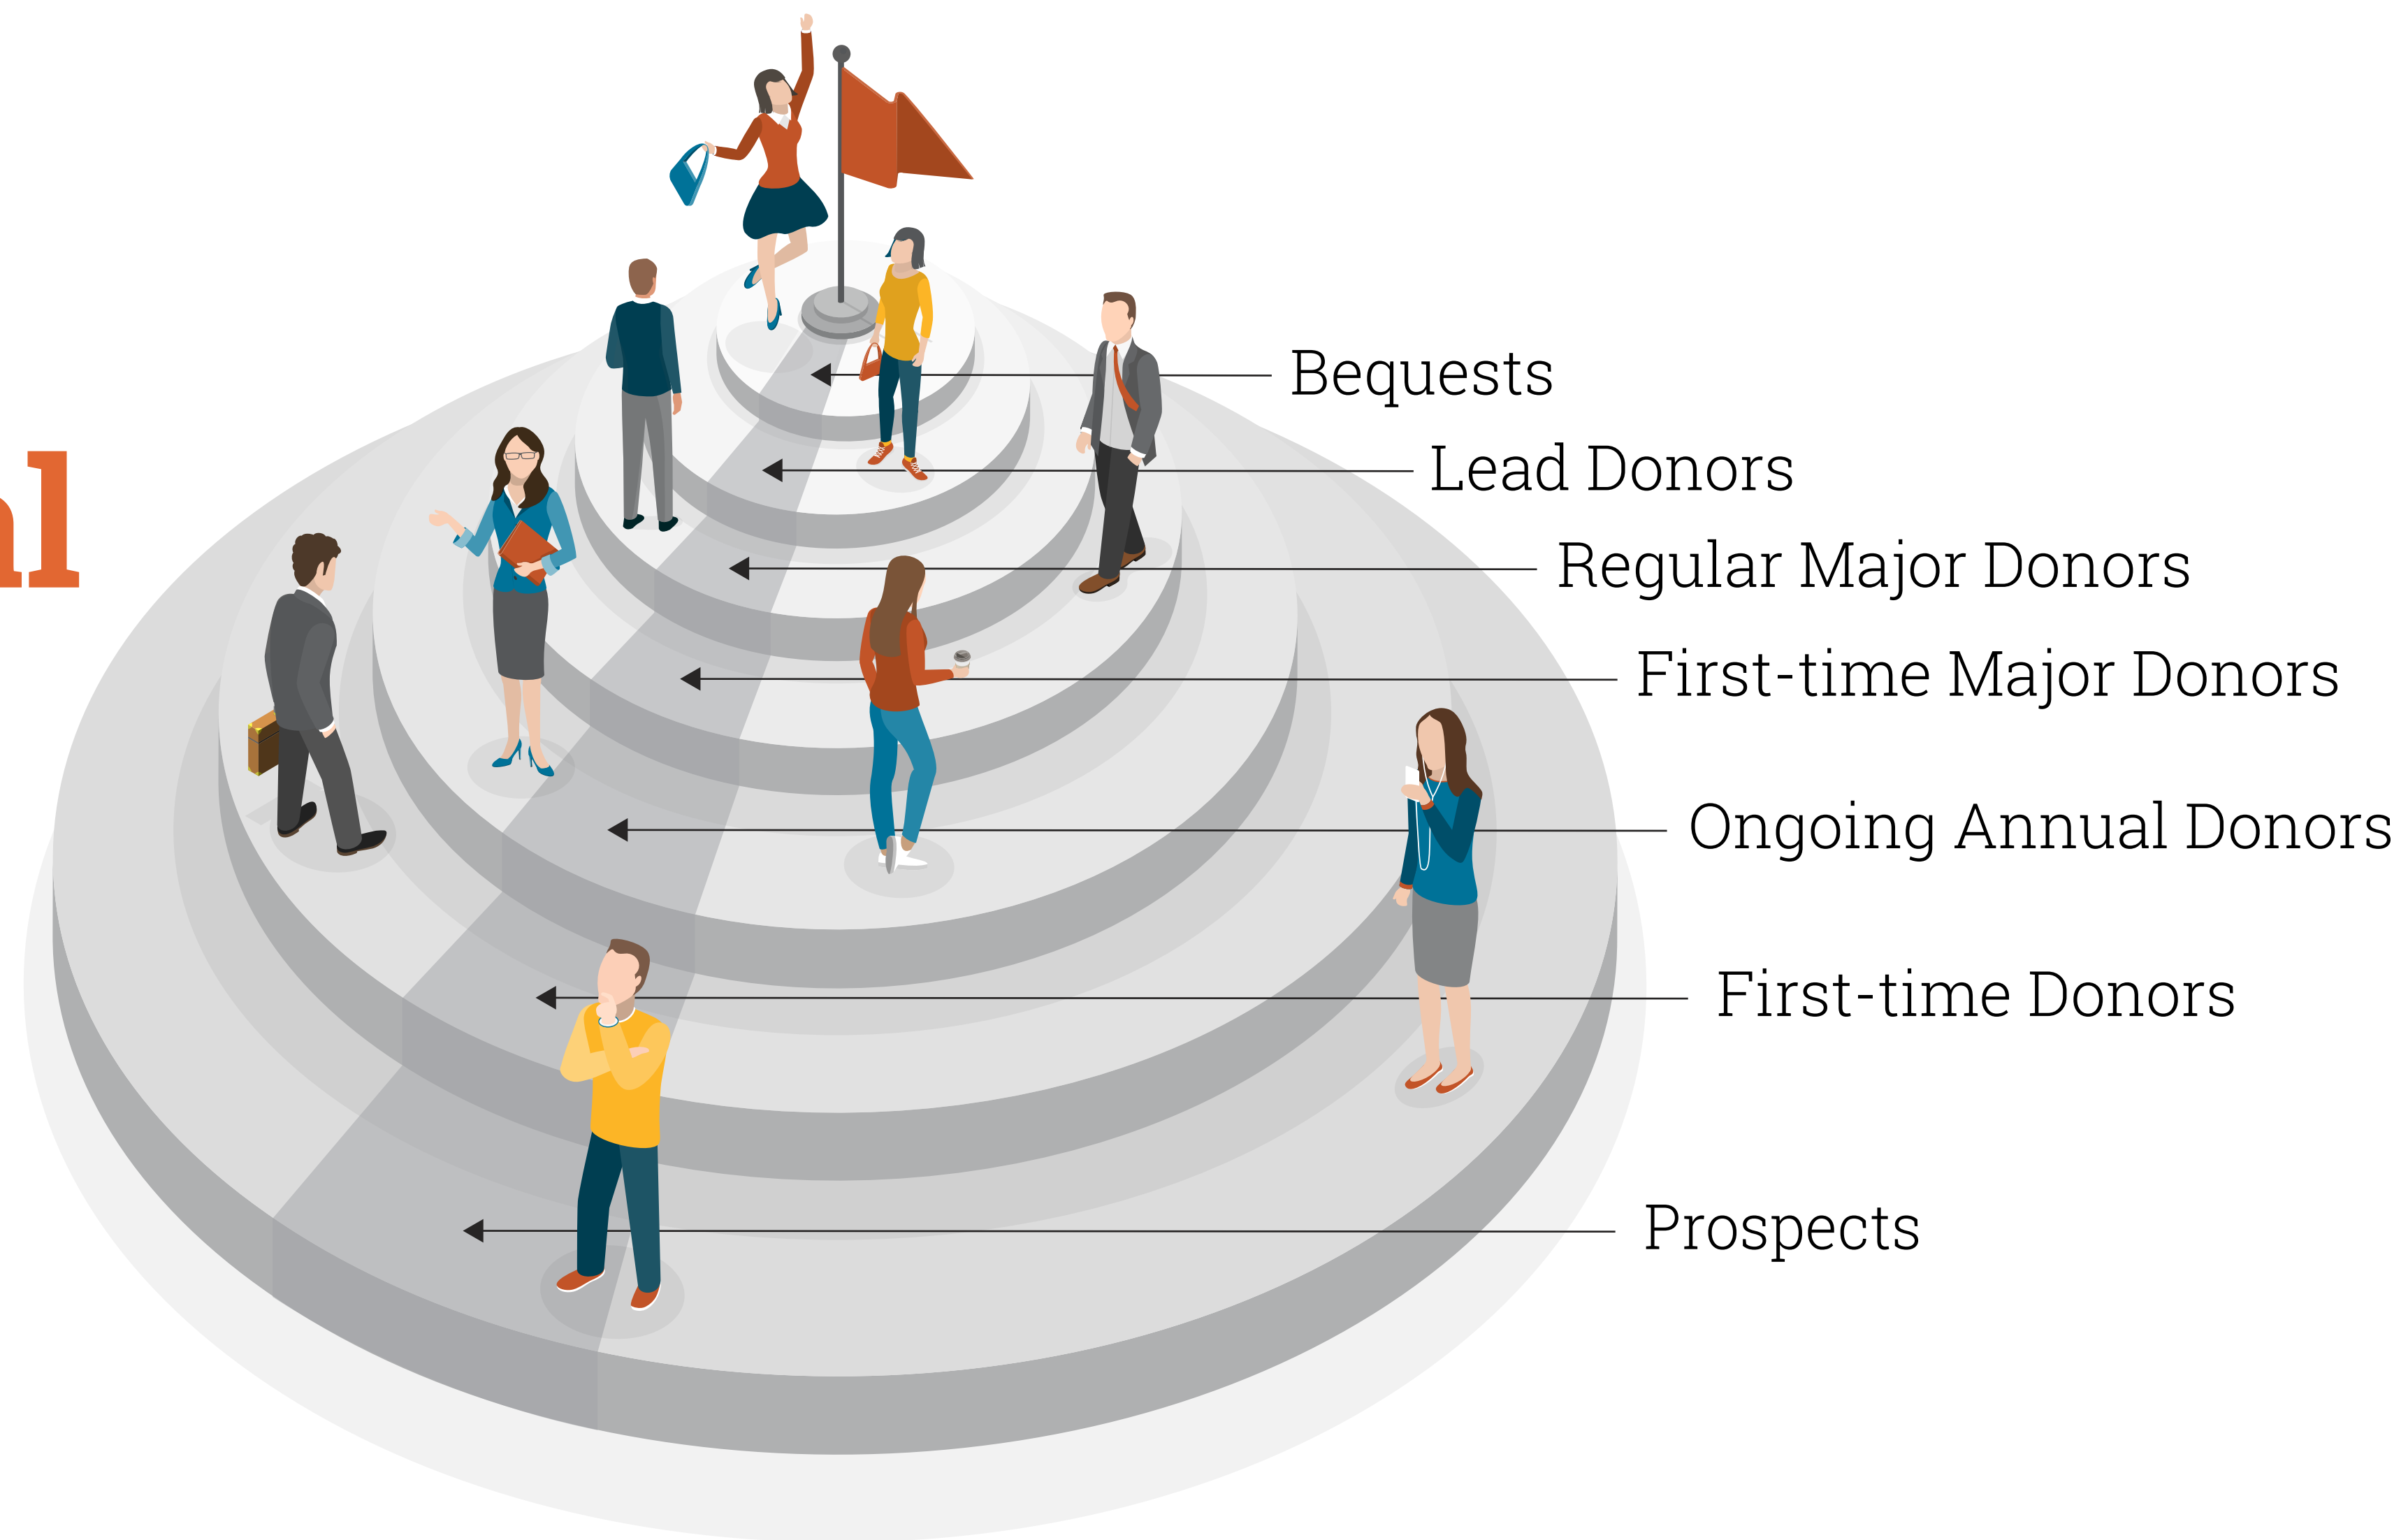 Bequests
Lead Donors
Regular Major Donors
First-time Major Donors
Ongoing Annual Donors
First-time Donors
Prospects